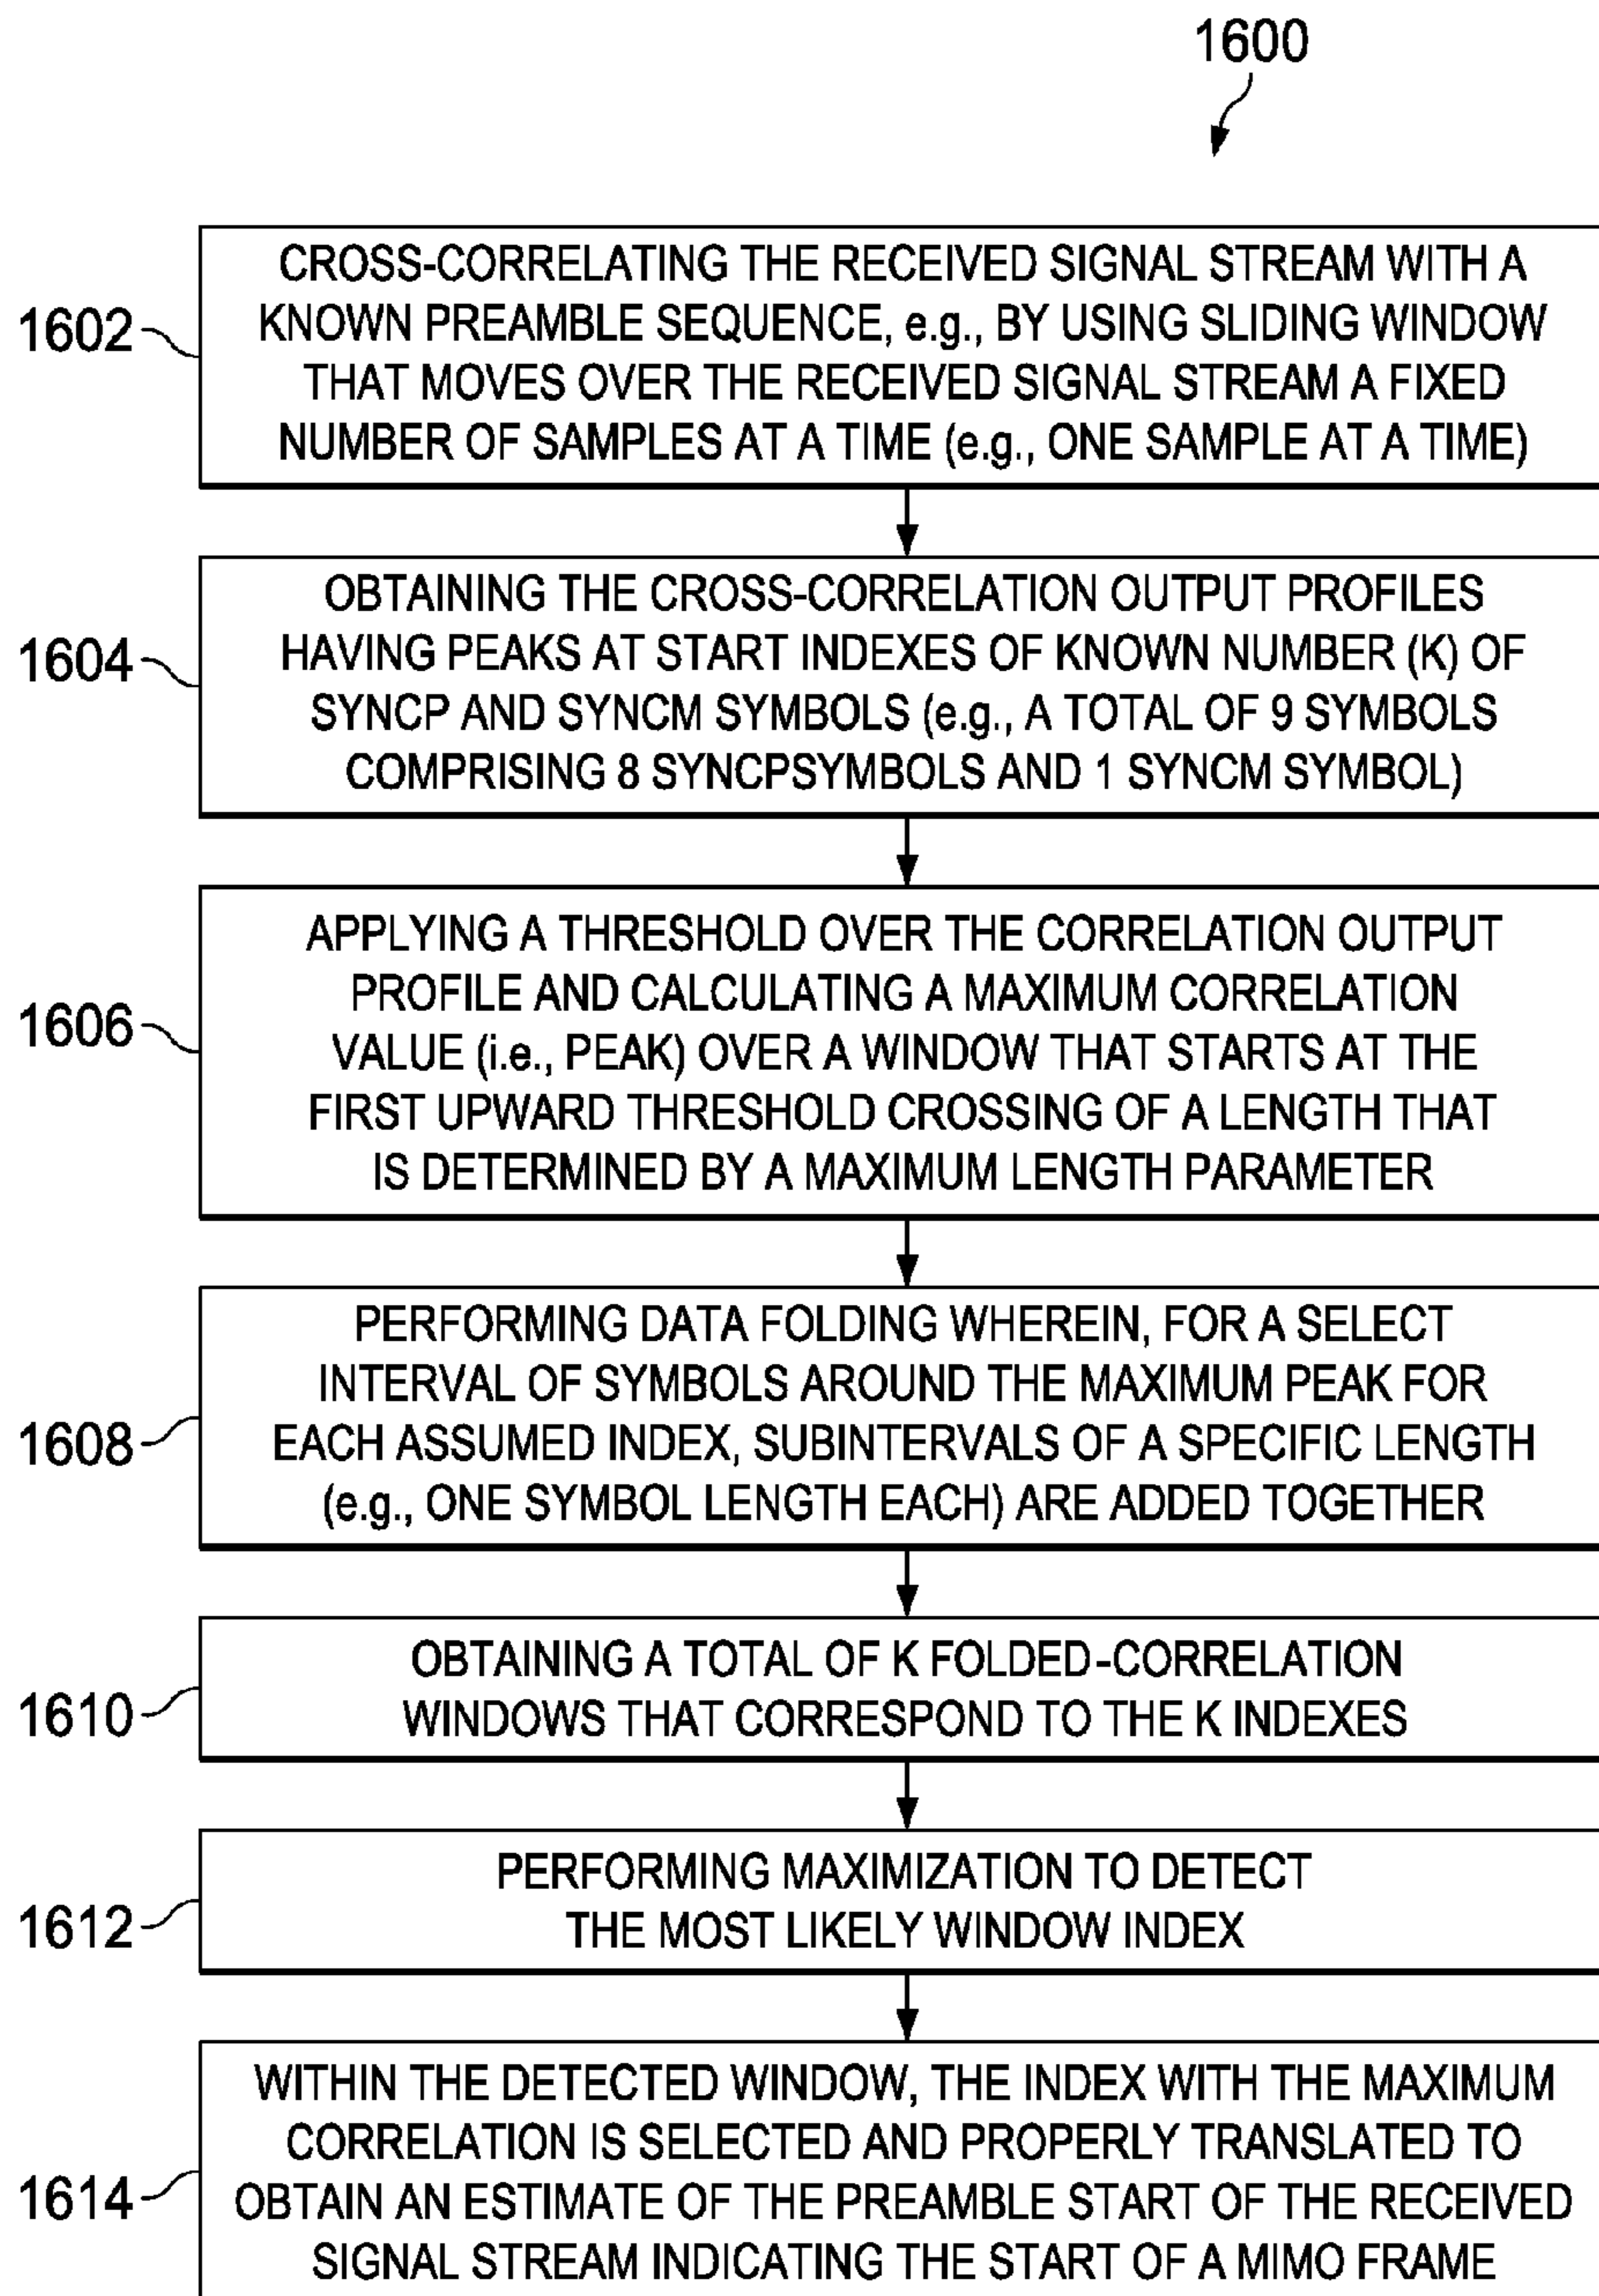 1600
1602
CROSS-CORRELATING THE RECEIVED SIGNAL STREAM WITH A
KNOWN PREAMBLE SEQUENCE, e.g., BY USING SLIDING WINDOW
THAT MOVES OVER THE RECEIVED SIGNAL STREAM A FIXED
NUMBER OF SAMPLES AT A TIME (e.g., ONE SAMPLE AT A TIME)
1604
OBTAINING THE CROSS-CORRELATION OUTPUT PROFILES
HAVING PEAKS AT START INDEXES OF KNOWN NUMBER (K) OF
SYNCP AND SYNCM SYMBOLS (e.g., A TOTAL OF 9 SYMBOLS
COMPRISING 8 SYNCPSYMBOLS AND 1 SYNCM SYMBOL)
1606
APPLYING A THRESHOLD OVER THE CORRELATION OUTPUT
PROFILE AND CALCULATING A MAXIMUM CORRELATION
VALUE (i.e., PEAK) OVER A WINDOW THAT STARTS AT THE
FIRST UPWARD THRESHOLD CROSSING OF A LENGTH THAT
IS DETERMINED BY A MAXIMUM LENGTH PARAMETER
1608
PERFORMING DATA FOLDING WHEREIN, FOR A SELECT
INTERVAL OF SYMBOLS AROUND THE MAXIMUM PEAK FOR
EACH ASSUMED INDEX, SUBINTERVALS OF A SPECIFIC LENGTH
(e.g., ONE SYMBOL LENGTH EACH) ARE ADDED TOGETHER
1610
OBTAINING A TOTAL OF K FOLDED-CORRELATION
WINDOWS THAT CORRESPOND TO THE K INDEXES
1612
PERFORMING MAXIMIZATION TO DETECT
THE MOST LIKELY WINDOW INDEX
1614
WITHIN THE DETECTED WINDOW, THE INDEX WITH THE MAXIMUM
CORRELATION IS SELECTED AND PROPERLY TRANSLATED TO
OBTAIN AN ESTIMATE OF THE PREAMBLE START OF THE RECEIVED
SIGNAL STREAM INDICATING THE START OF A MIMO FRAME